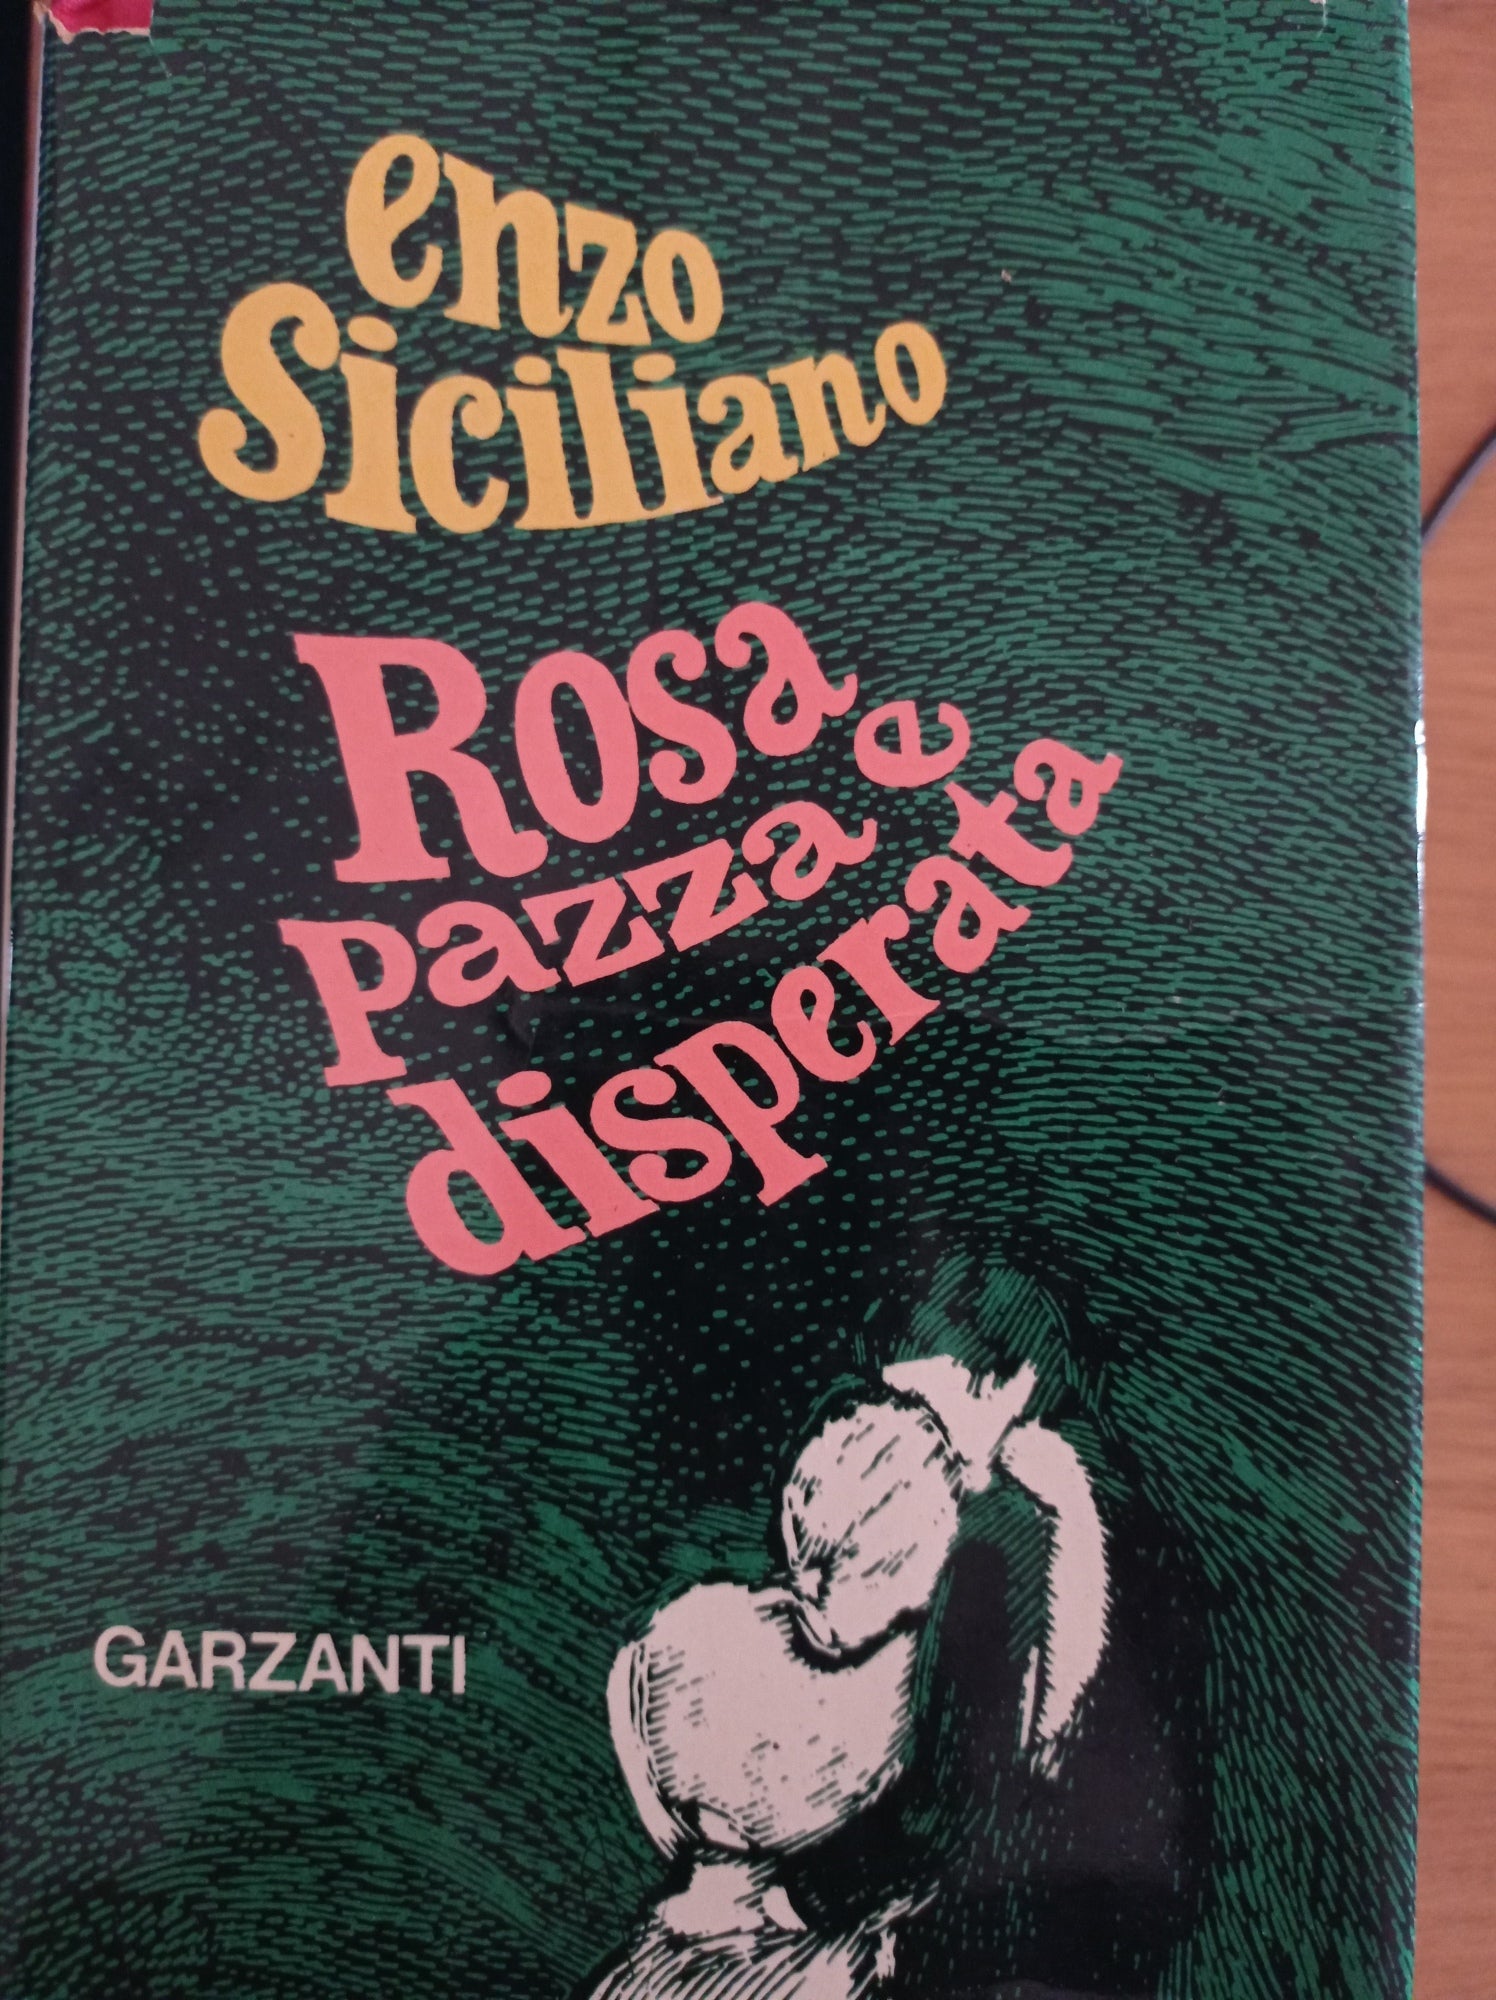 enzo
Siciliano
Rosa
pazza e
disperata
GARZANTI